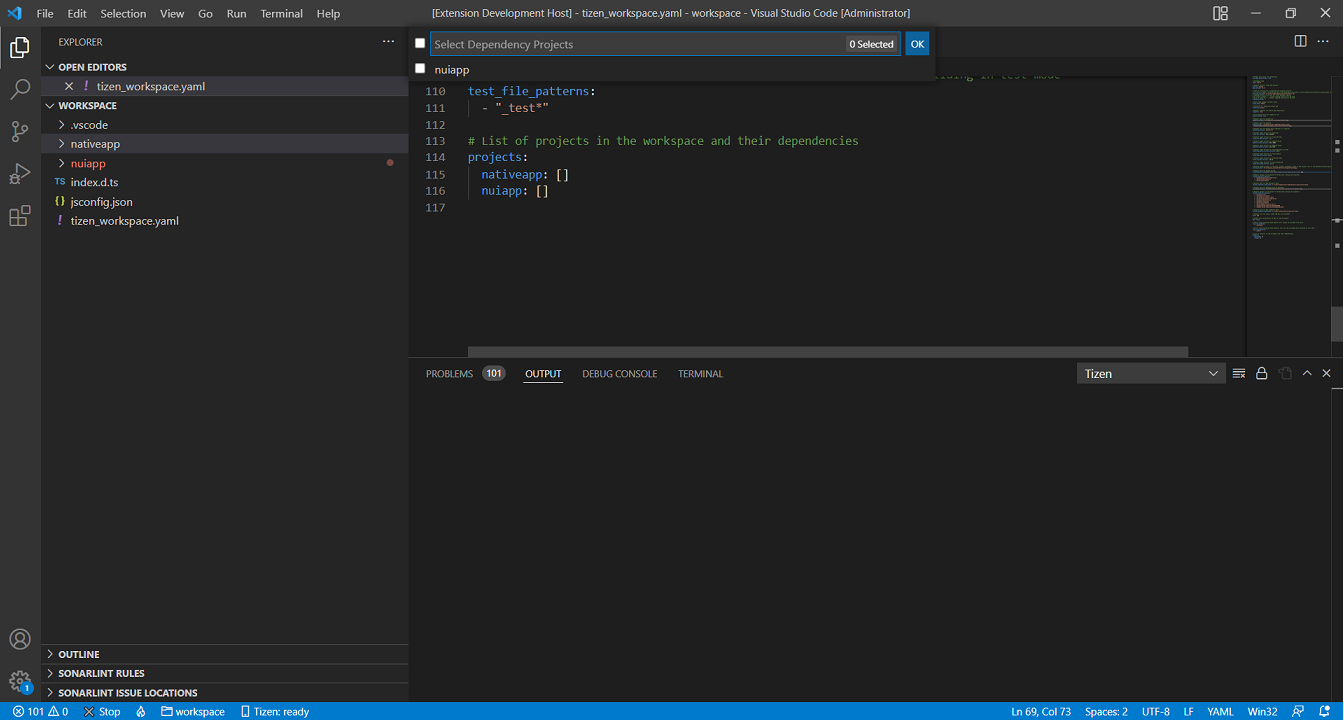 File Edit Selection View Go Run Terminal Help [Extension Development Host] - tizen_workspace.yaml - workspace - Visual Studio Code [Administrator]
EXPLORER
Select Dependency Projects 0 Selected OK
OPEN EDITORS
nuiapp
! tizen_workspace.yaml
WORKSPACE
.vscode
nativeapp
nuiapp
TS index.d.ts
{} jsconfig.json
! tizen_workspace.yaml
in test mode
110 test_file_patterns:
111 - "_test*"
112
113 # List of projects in the workspace and their dependencies
114 projects:
115 nativeapp: []
116 nuiapp: []
117
PROBLEMS 101 OUTPUT DEBUG CONSOLE TERMINAL Tizen
OUTLINE
SONARLINT RULES
SONARLINT ISSUE LOCATIONS
1
101 0 Stop workspace Tizen: ready Ln 69, Col 73 Spaces: 2 UTF-8 LF YAML Win32